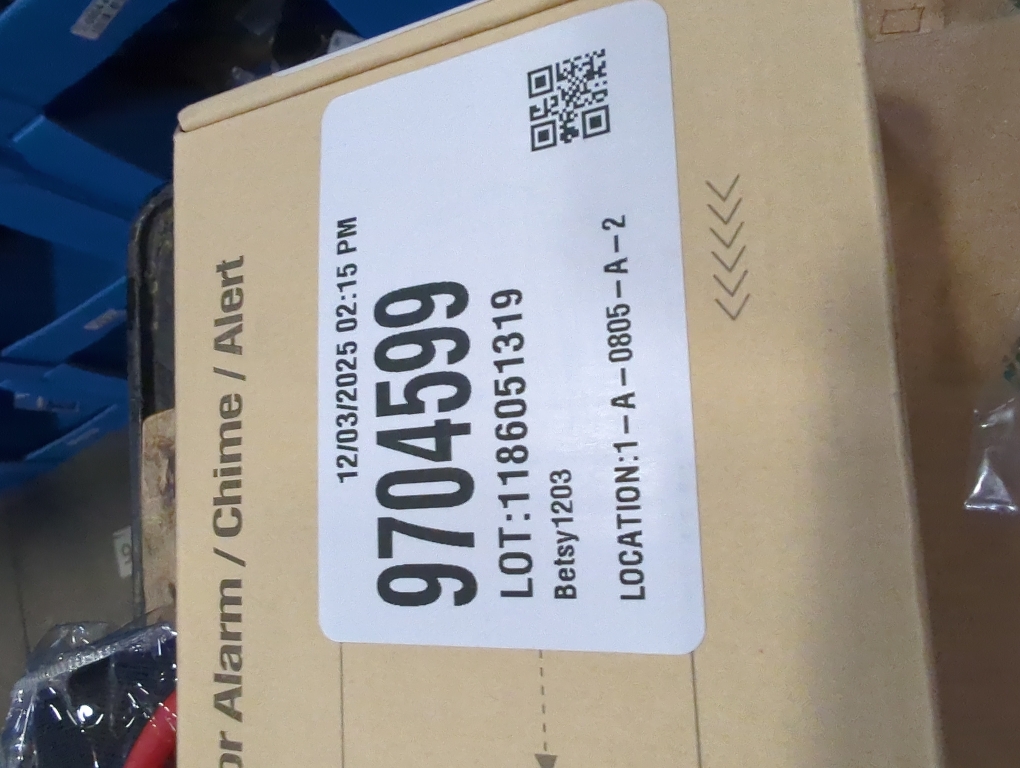 or Alarm / Chime / Alert
12/03/2025 02:15 PM
9704599
LOT:1186051319
Betsy1203
LOCATION:1-A-0805-A-2